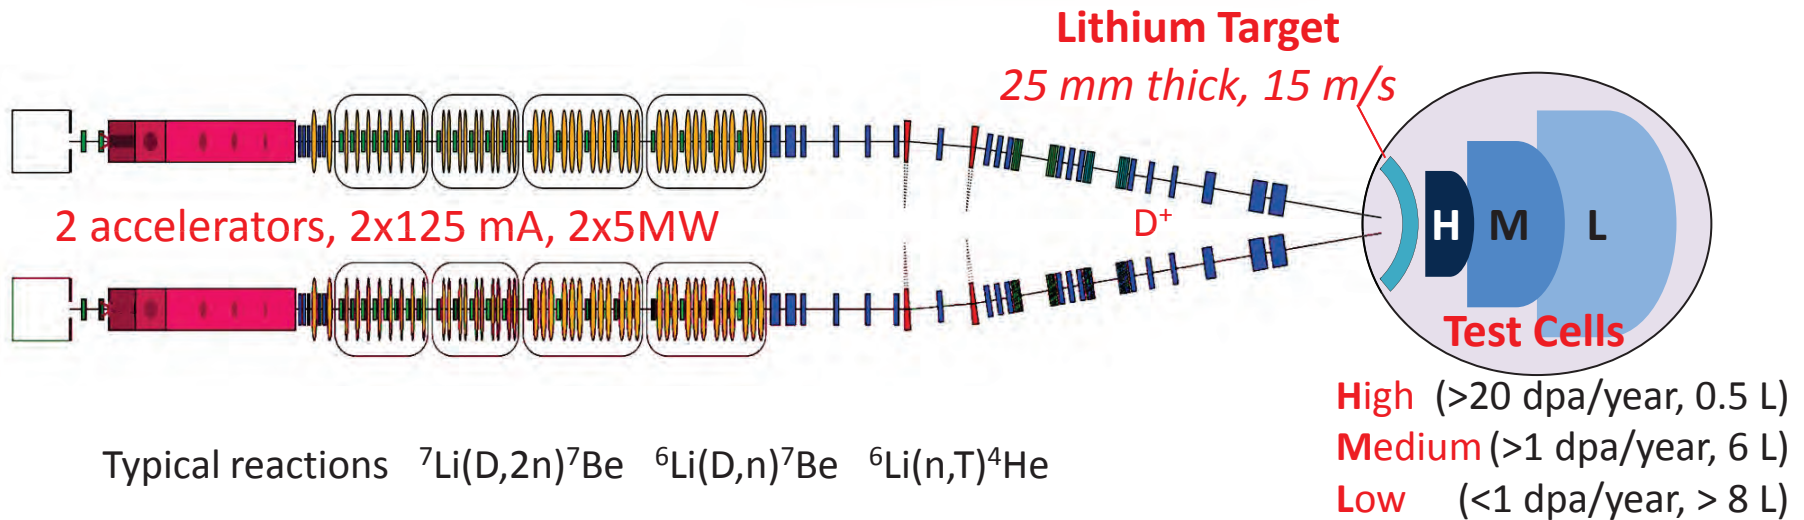 Lithium Target
25 mm thick, 15 m/s
2 accelerators, 2x125 mA, 2x5MW
D⁺
H M L
Test Cells
High (>20 dpa/year, 0.5 L)
Medium (>1 dpa/year, 6 L)
Low (<1 dpa/year, > 8 L)
Typical reactions ⁷Li(D,2n)⁷Be ⁶Li(D,n)⁷Be ⁶Li(n,T)⁴He